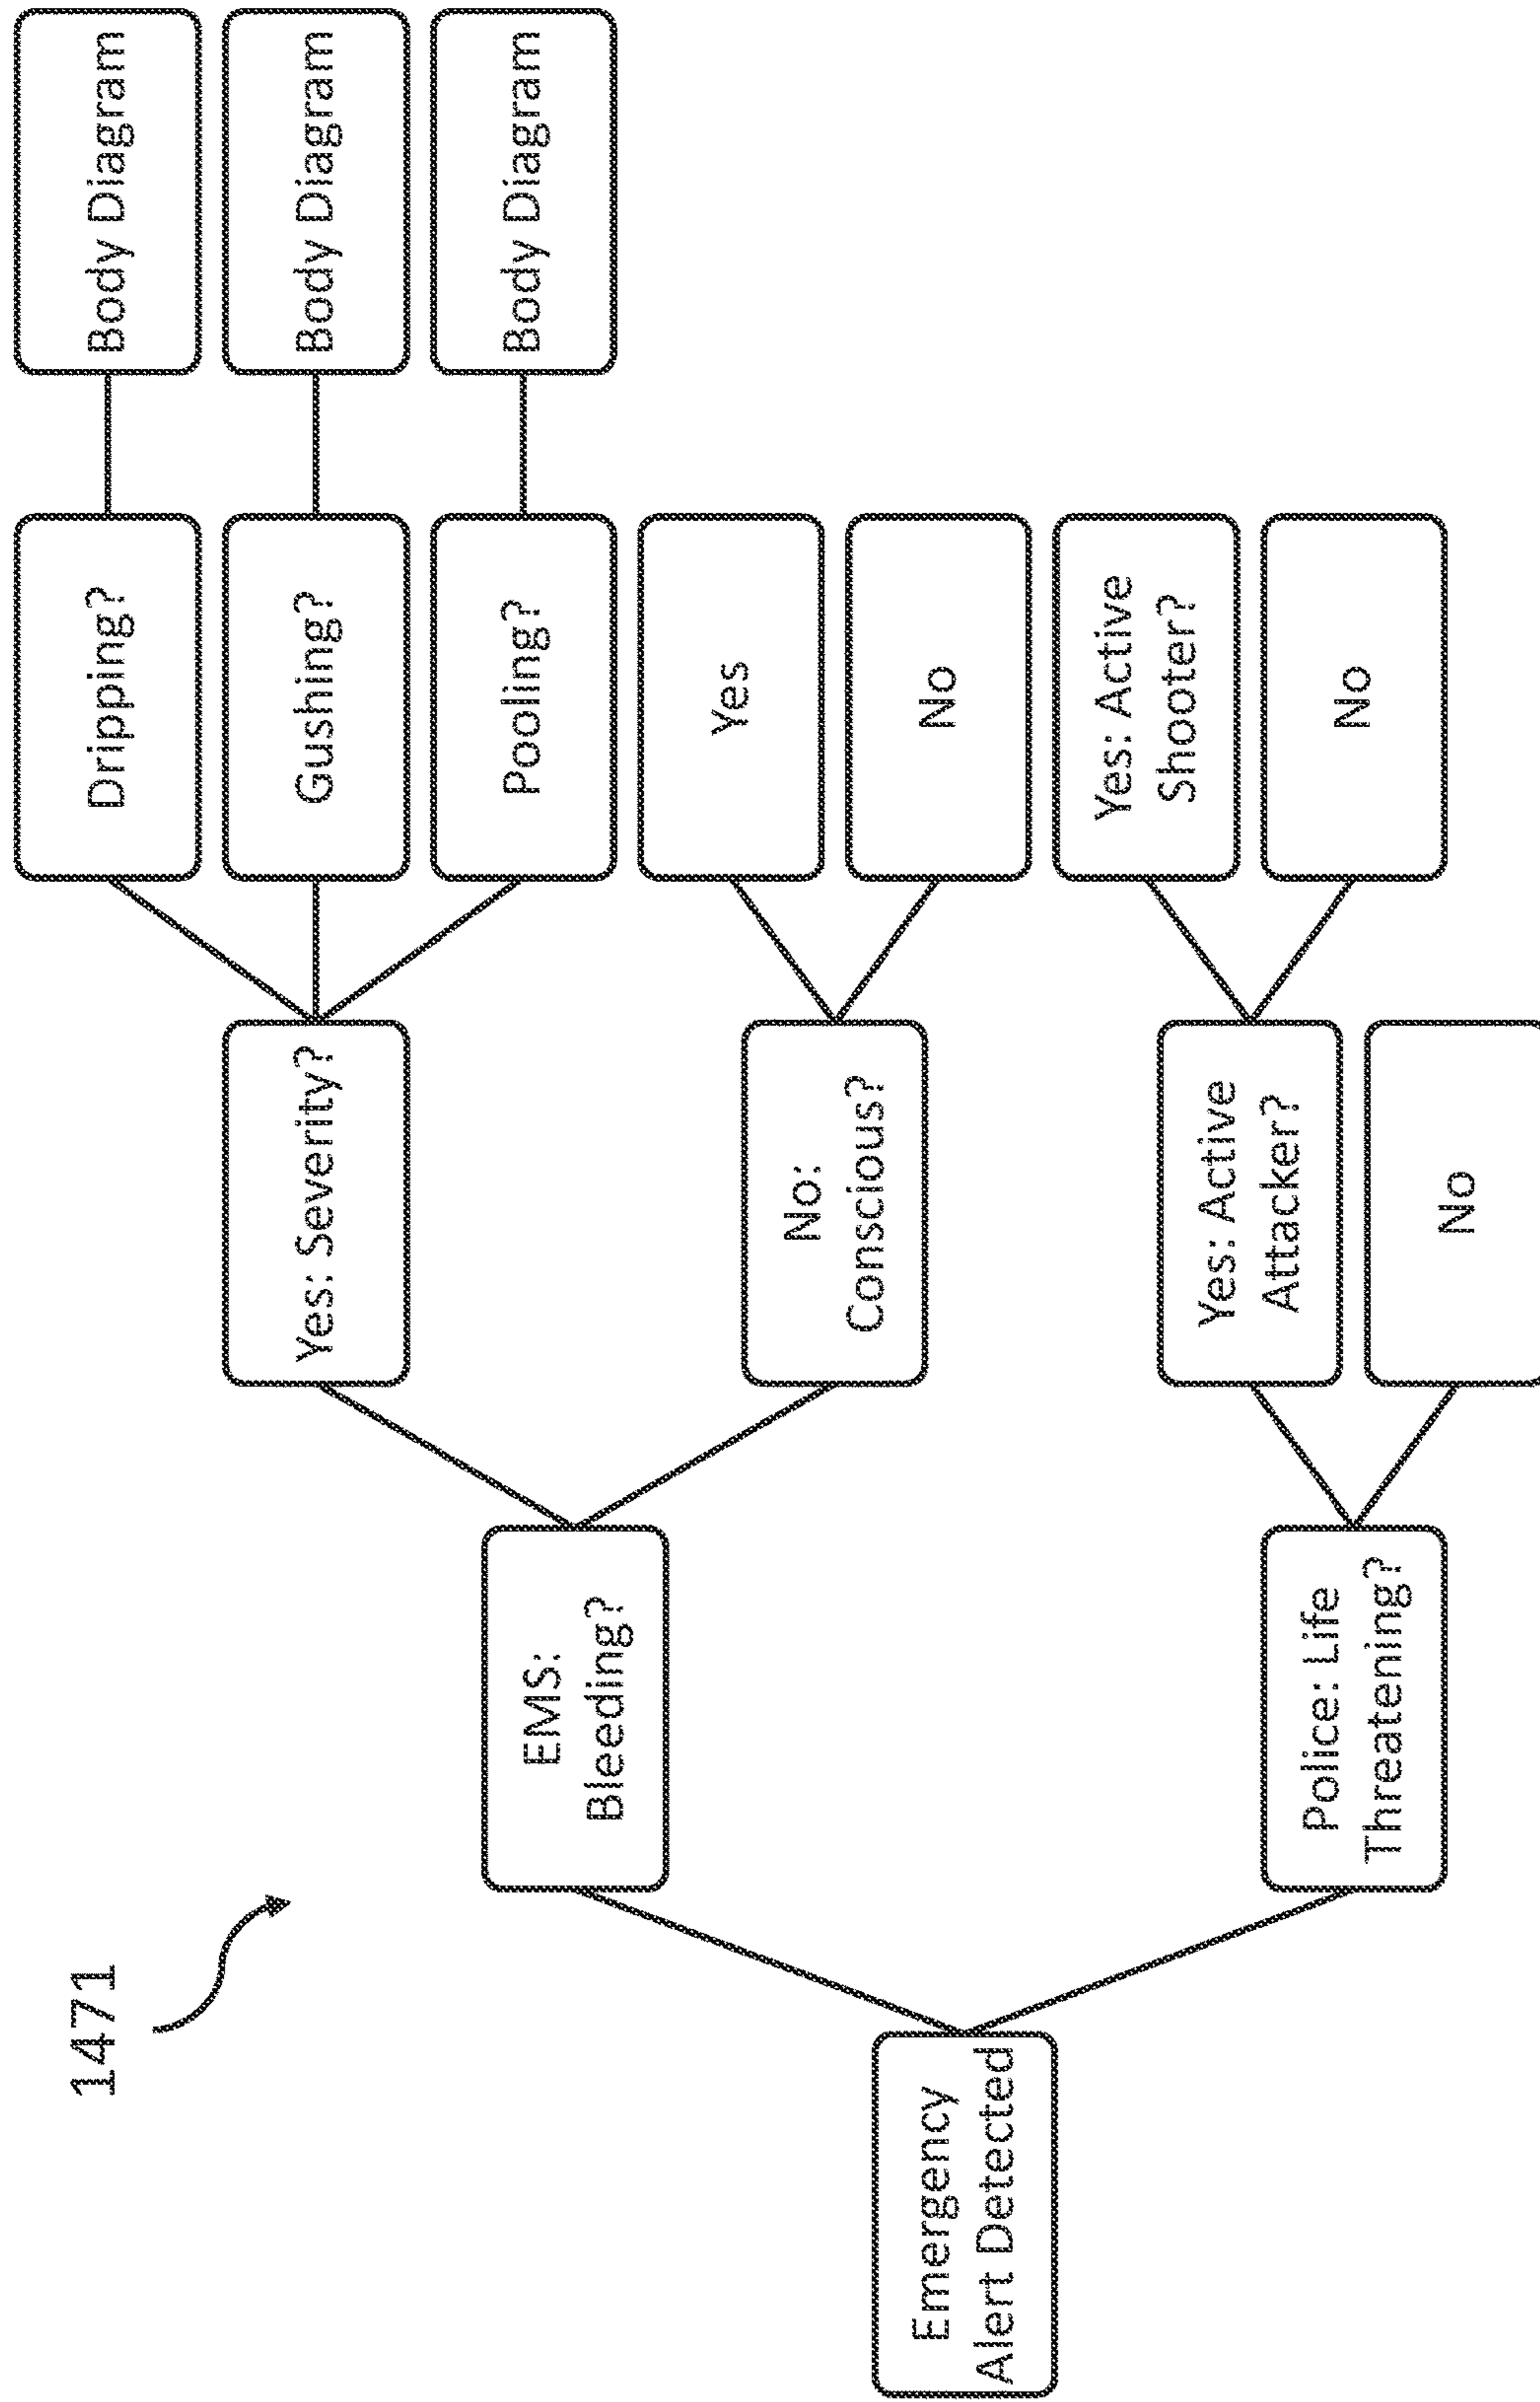 1471
Emergency
Alert Detected
EMS:
Bleeding?
Police: Life
Threatening?
Yes: Severity?
No:
Conscious?
Yes: Active
Attacker?
No
Dripping?
Gushing?
Pooling?
Yes
No
Yes: Active
Shooter?
No
Body Diagram
Body Diagram
Body Diagram